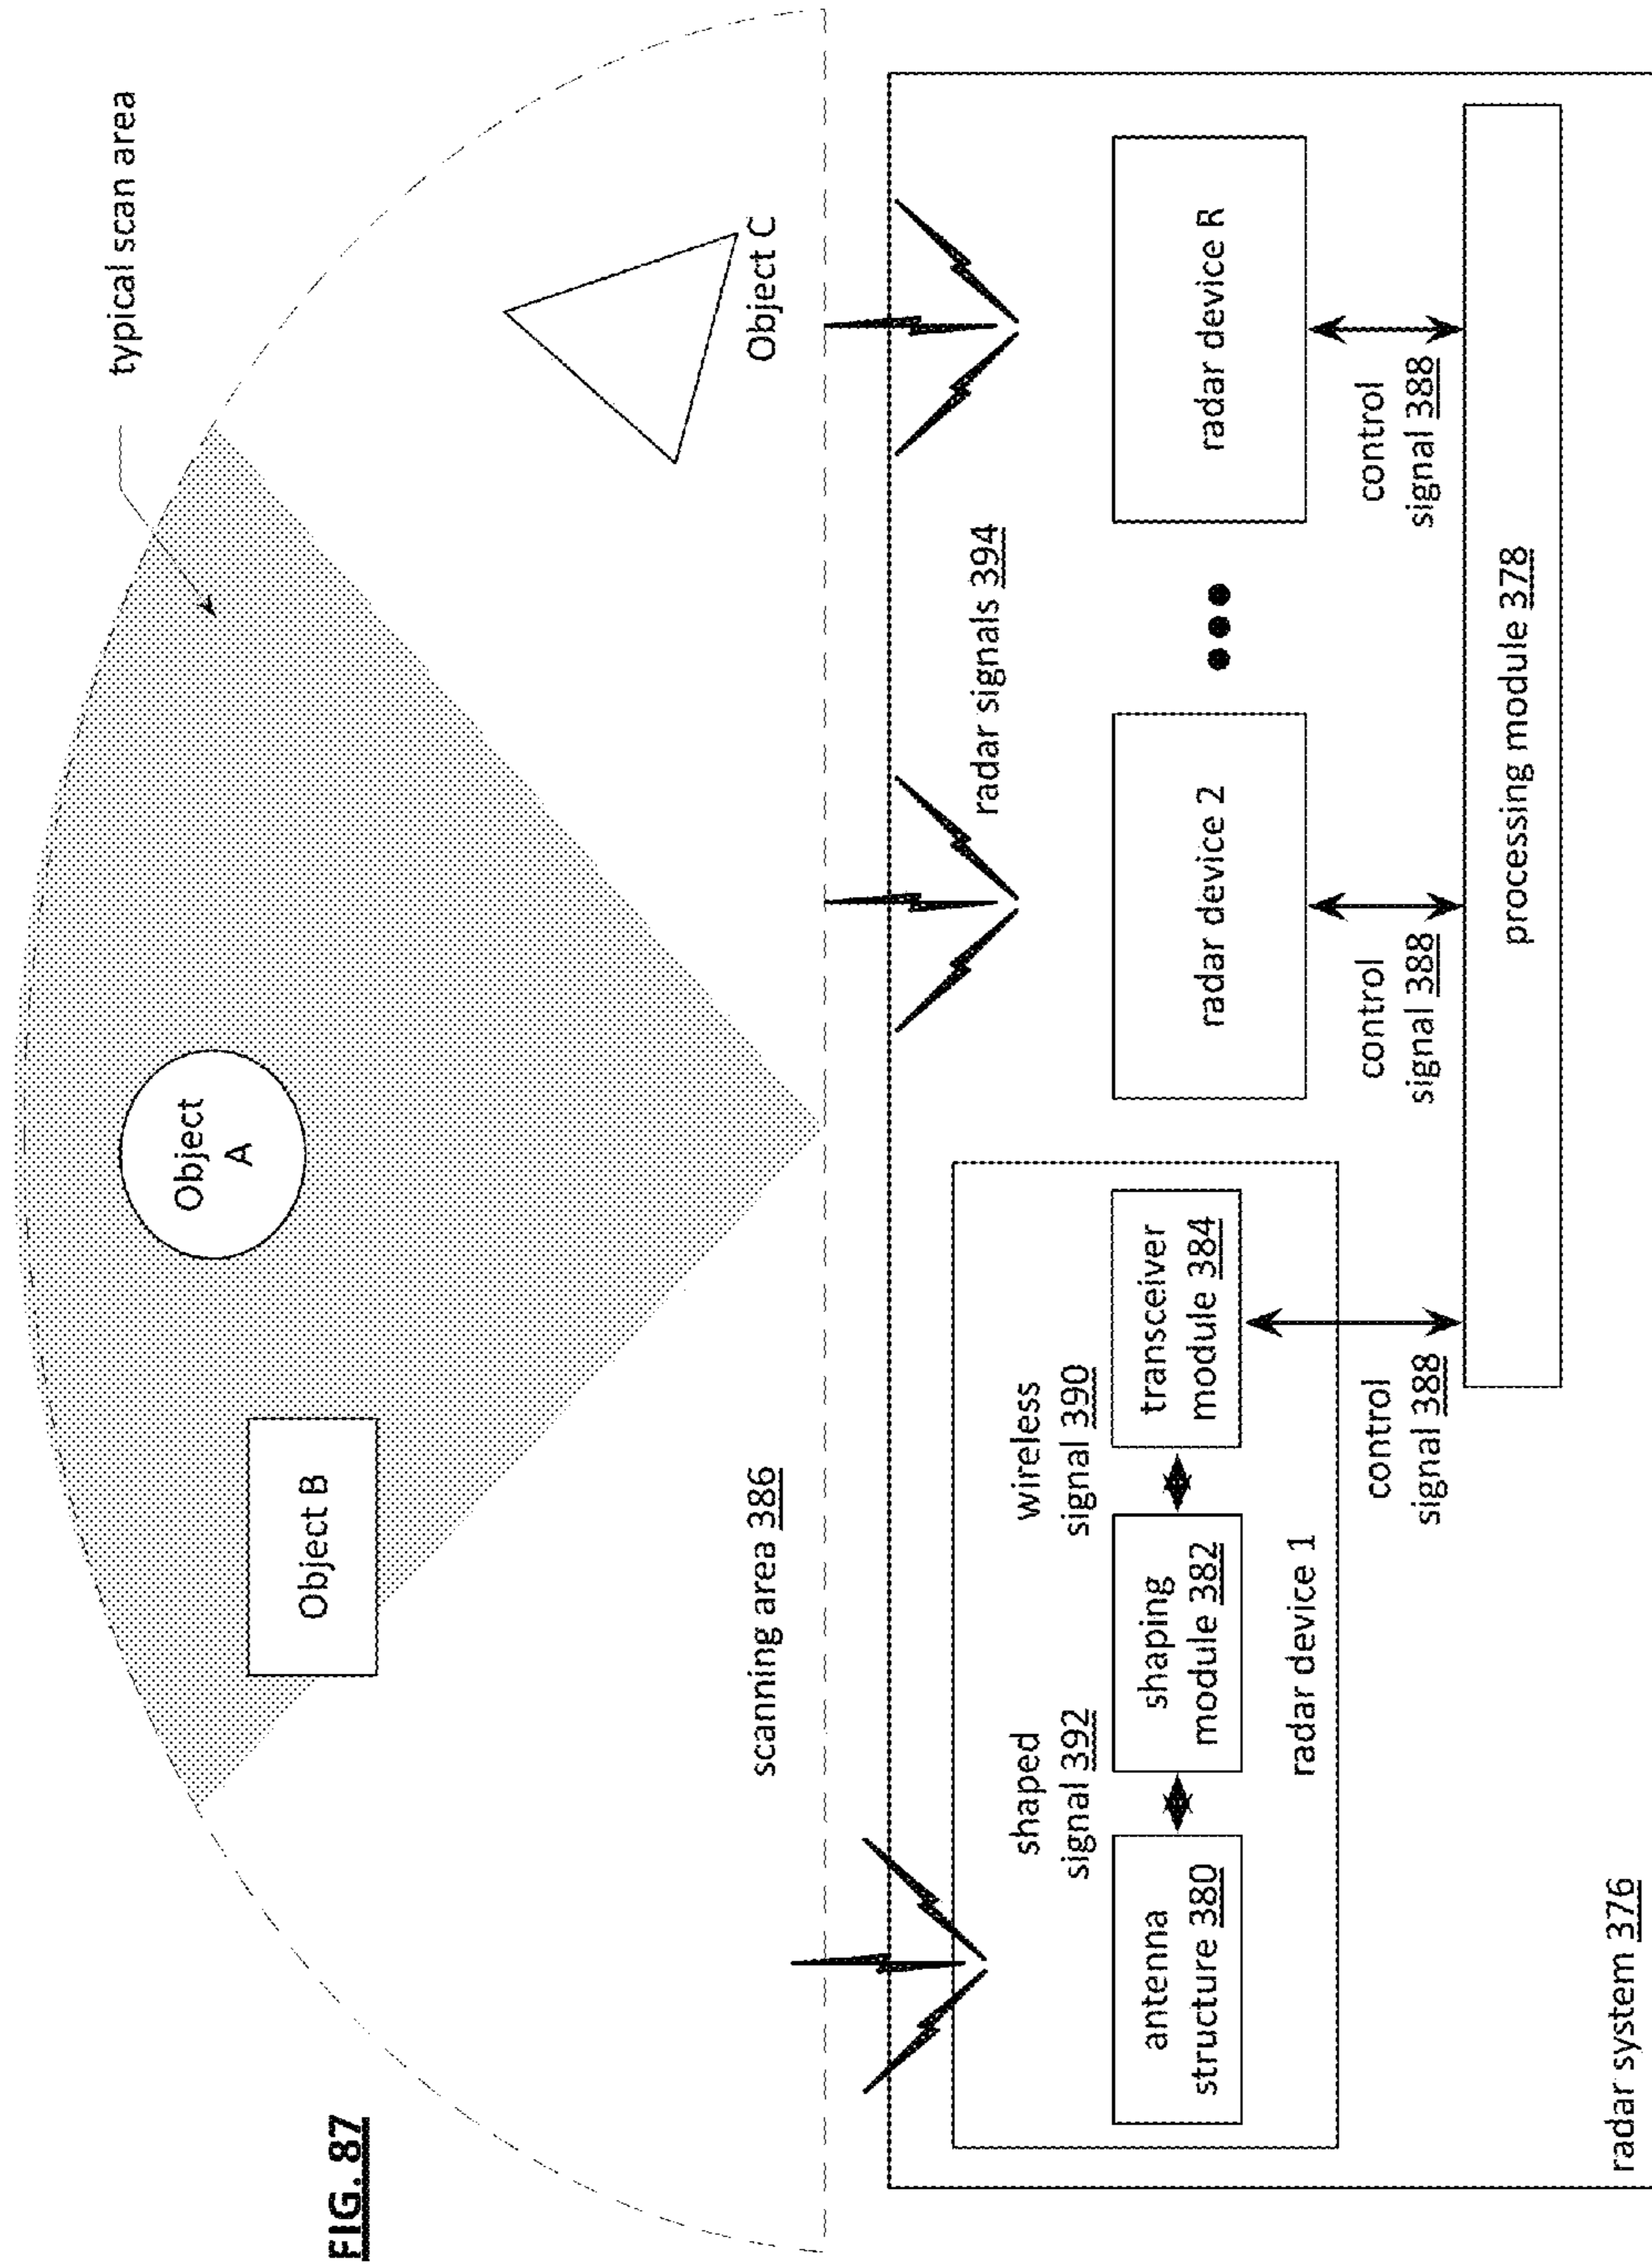 FIG. 87
typical scan area
Object
A
Object B
Object C
scanning area 386
radar signals 394
shaped
signal 392
wireless
signal 390
antenna
structure 380
shaping
module 382
transceiver
module 384
radar device 1
radar device 2
radar device R
control
signal 388
control
signal 388
control
signal 388
processing module 378
radar system 376